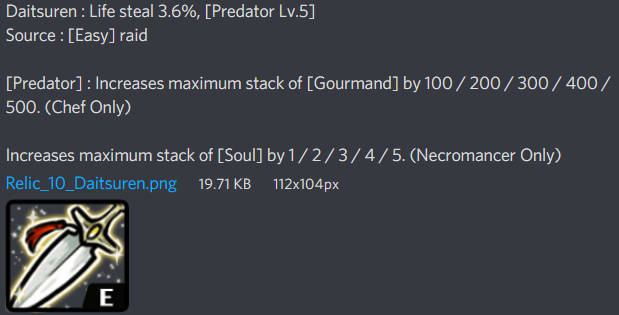 Daitsuren : Life steal 3.6%, [Predator Lv.5]
Source : [Easy] raid
[Predator] : Increases maximum stack of [Gourmand] by 100 / 200 / 300 / 400 /
500. (Chef Only)
Increases maximum stack of [Soul] by 1 / 2 / 3 / 4 / 5. (Necromancer Only)
Relic_10_Daitsuren.png 19.71 KB 112x104px
E